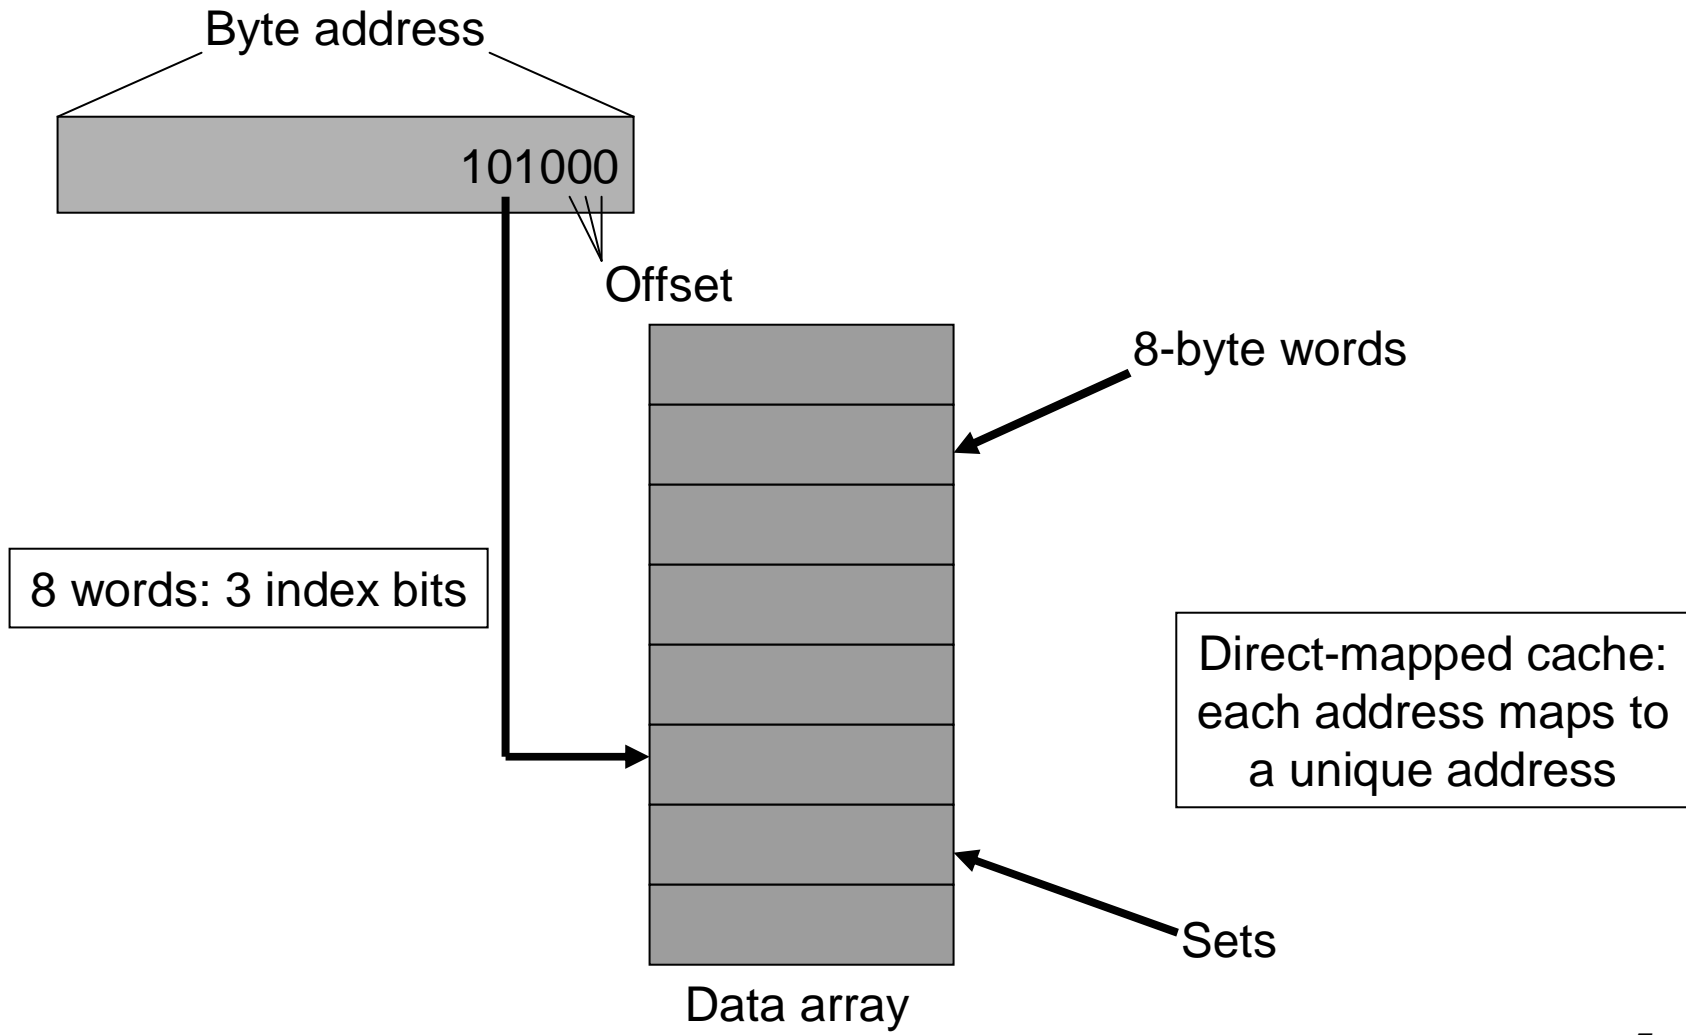 Byte address
101000
Offset
8-byte words
8 words: 3 index bits
Direct-mapped cache:
each address maps to
a unique address
Sets
Data array